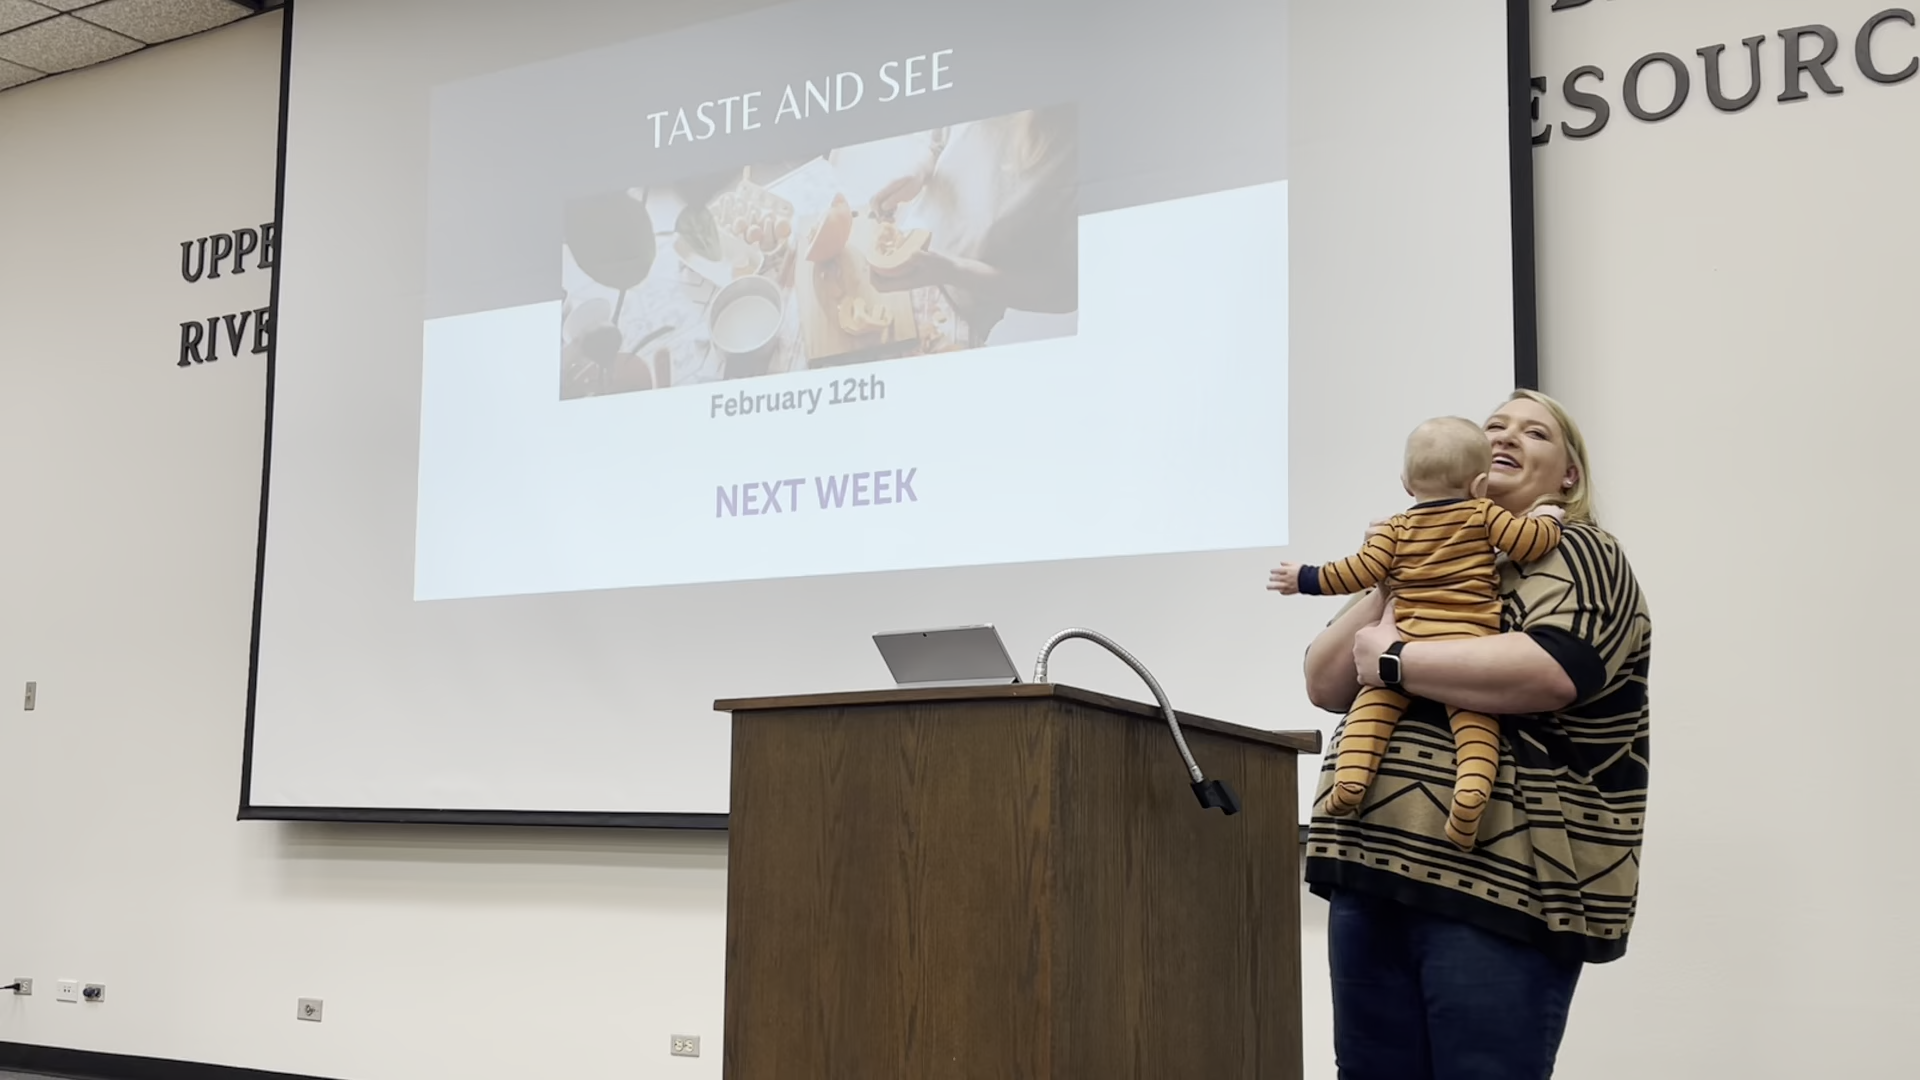 TASTE AND SEE
February 12th
NEXT WEEK
UPPE
RIVE
ESOURC